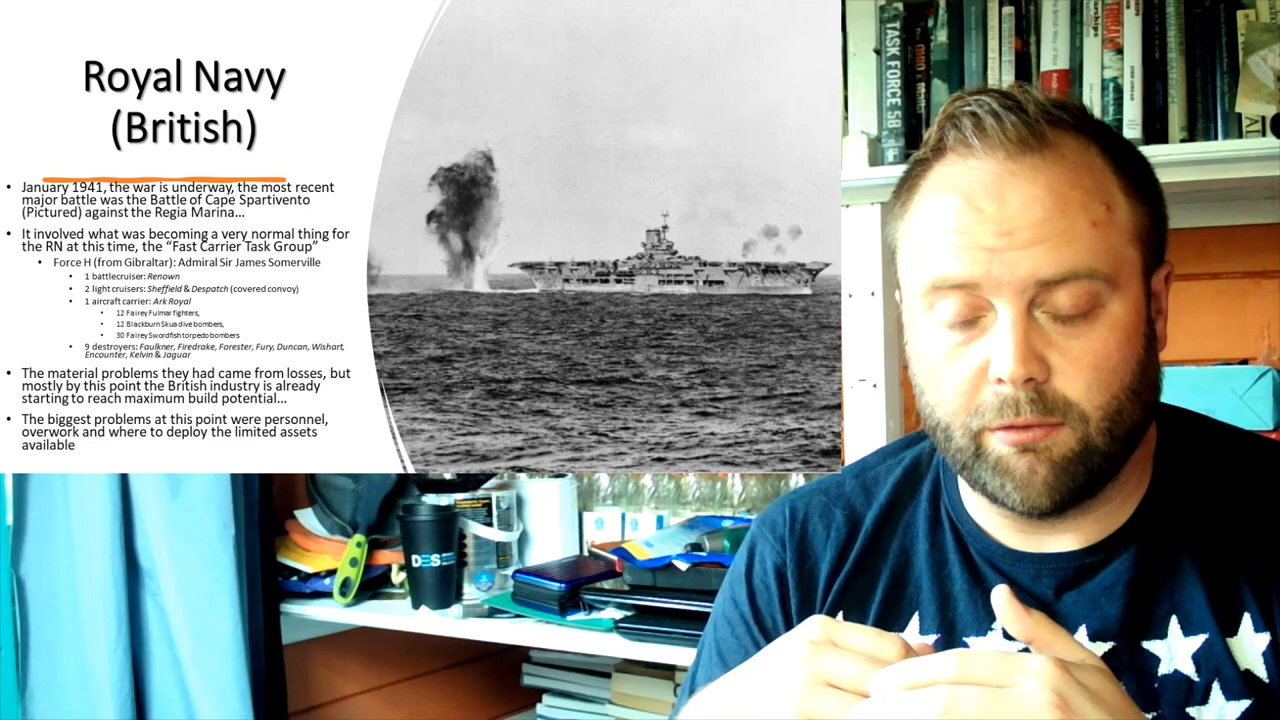 Royal Navy
(British)
• January 1941, the war is underway, the most recent
major battle was the Battle of Cape Spartivento
(Pictured) against the Regia Marina…
• It involved what was becoming a very normal thing for
the RN at this time, the “Fast Carrier Task Group”
• Force H (from Gibraltar): Admiral Sir James Somerville
• 1 battlecruiser: Renown
• 2 light cruisers: Sheffield & Despatch (covered convoy)
• 1 aircraft carrier: Ark Royal
• 12 Fairey Fulmar fighters,
• 12 Blackburn Skua dive bombers,
• 30 Fairey Swordfish torpedo bombers
• 9 destroyers: Faulkner, Firedrake, Forester, Fury, Duncan, Wishart,
Encounter, Kelvin & Jaguar
• The material problems they had came from losses, but
mostly by this point the British industry is already
starting to reach maximum build potential…
• The biggest problems at this point were personnel,
overwork and where to deploy the limited assets
available
TASK FORCE 58
TRIBALS
DES